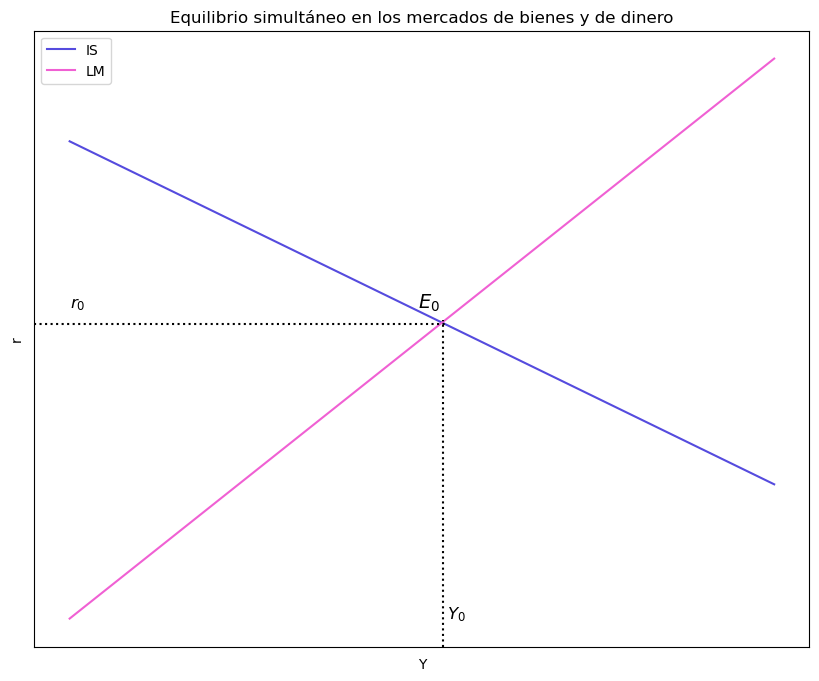 Equilibrio simultáneo en los mercados de bienes y de dinero
IS
LM
r₀
E₀
r
Y₀
Y